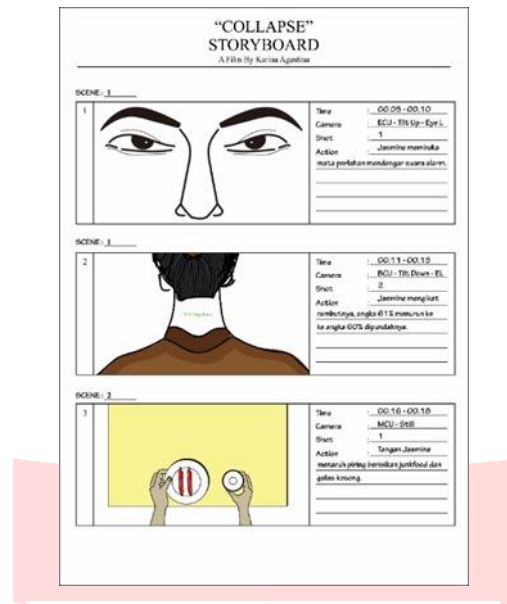 “COLLAPSE”
STORYBOARD
A Film By Karina Agustina
SCENE: 1
1
Time : 00.05 - 00.10
Camera : ECU - Tilt Up - Eye L
Shot : 1
Action : Jasmine membuka
mata perlahan mendengar suara alarm.
SCENE: 1
2
Time : 00.11 - 00.15
Camera : BCU - Tilt Down - EL
Shot : 2
Action : Jasmine mengikat
rambutnya, angka 61% menurun ke
ke angka 60% dipundaknya.
SCENE: 2
3
Time : 00.16 - 00.18
Camera : MCU - Still
Shot : 1
Action : Tangan Jasmine
menaruh piring berisikan junkfood dan
gelas kosong.